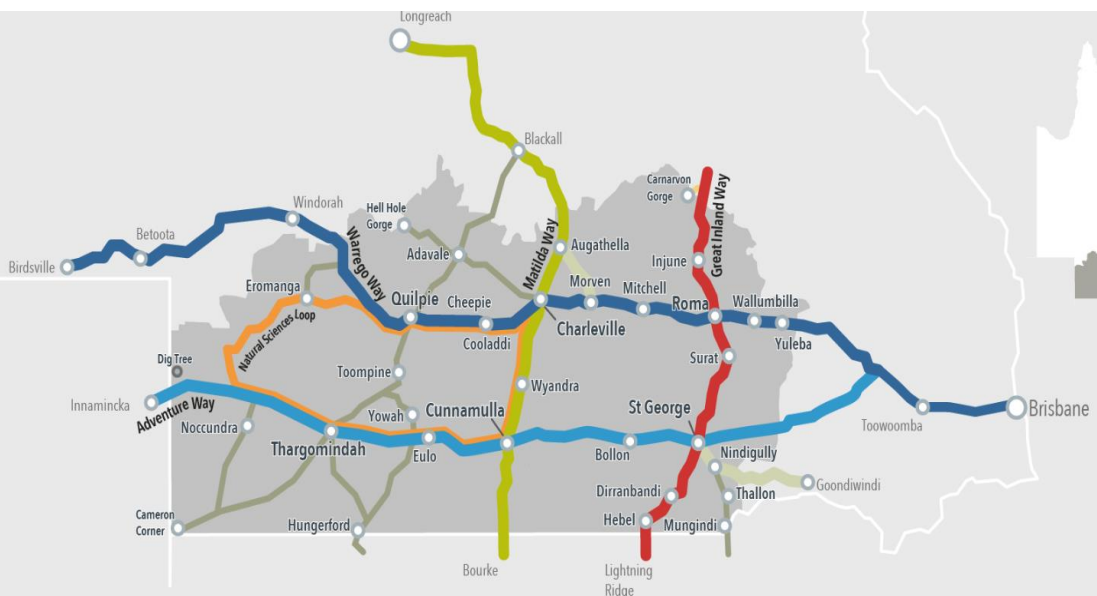 Longreach
Blackall
Carnarvon
Gorge
Great Inland Way
Windorah
Hell Hole
Gorge
Betoota
Adavale
Augathella
Matilda Way
Injune
Birdsville
Warrego Way
Eromanga
Quilpie
Cheepie
Morven
Mitchell
Roma
Wallumbilla
Natural Sciences Loop
Cooladdi
Charleville
Yuleba
Dig Tree
Toompine
Surat
Wyandra
Innamincka
Adventure Way
Yowah
Cunnamulla
St George
Brisbane
Noccundra
Toowoomba
Thargomindah
Eulo
Bollon
Nindigully
Goondiwindi
Dirranbandi
Thallon
Cameron
Corner
Hungerford
Hebel
Mungindi
Bourke
Lightning
Ridge